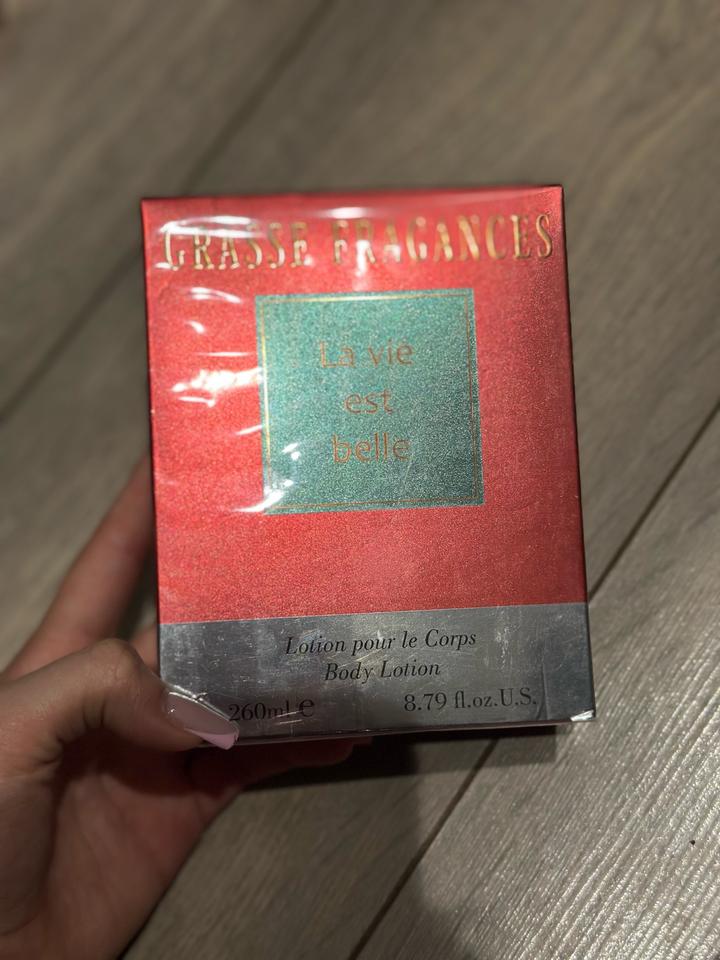 GRASSE FRAGANCES
La vie
est
belle
Lotion pour le Corps
Body Lotion
260ml ℮ 8.79 fl.oz.U.S.